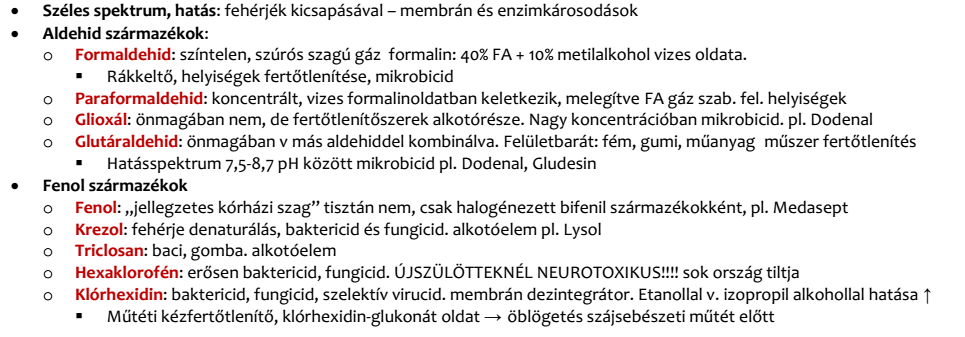 • Széles spektrum, hatás: fehérjék kicsapásával – membrán és enzimkárosodások
• Aldehid származékok:
o Formaldehid: színtelen, szúrós szagú gáz formalin: 40% FA + 10% metilalkohol vizes oldata.
▪ Rákkeltő, helyiségek fertőtlenítése, mikrobicid
o Paraformaldehid: koncentrált, vizes formalinoldatban keletkezik, melegítve FA gáz szab. fel. helyiségek
o Glioxál: önmagában nem, de fertőtlenítőszerek alkotórésze. Nagy koncentrációban mikrobicid. pl. Dodenal
o Glutáraldehid: önmagában v más aldehiddel kombinálva. Felületbarát: fém, gumi, műanyag műszer fertőtlenítés
▪ Hatásspektrum 7,5-8,7 pH között mikrobicid pl. Dodenal, Gludesin
• Fenol származékok
o Fenol: „jellegzetes kórházi szag” tisztán nem, csak halogénezett bifenil származékokként, pl. Medasept
o Krezol: fehérje denaturálás, baktericid és fungicid. alkotóelem pl. Lysol
o Triclosan: baci, gomba. alkotóelem
o Hexaklorofén: erősen baktericid, fungicid. ÚJSZÜLÖTTEKNÉL NEUROTOXIKUS!!!! sok ország tiltja
o Klórhexidin: baktericid, fungicid, szelektív virucid. membrán dezintegrátor. Etanollal v. izopropil alkohollal hatása ↑
▪ Műtéti kézfertőtlenítő, klórhexidin-glukonát oldat → öblögetés szájsebészeti műtét előtt